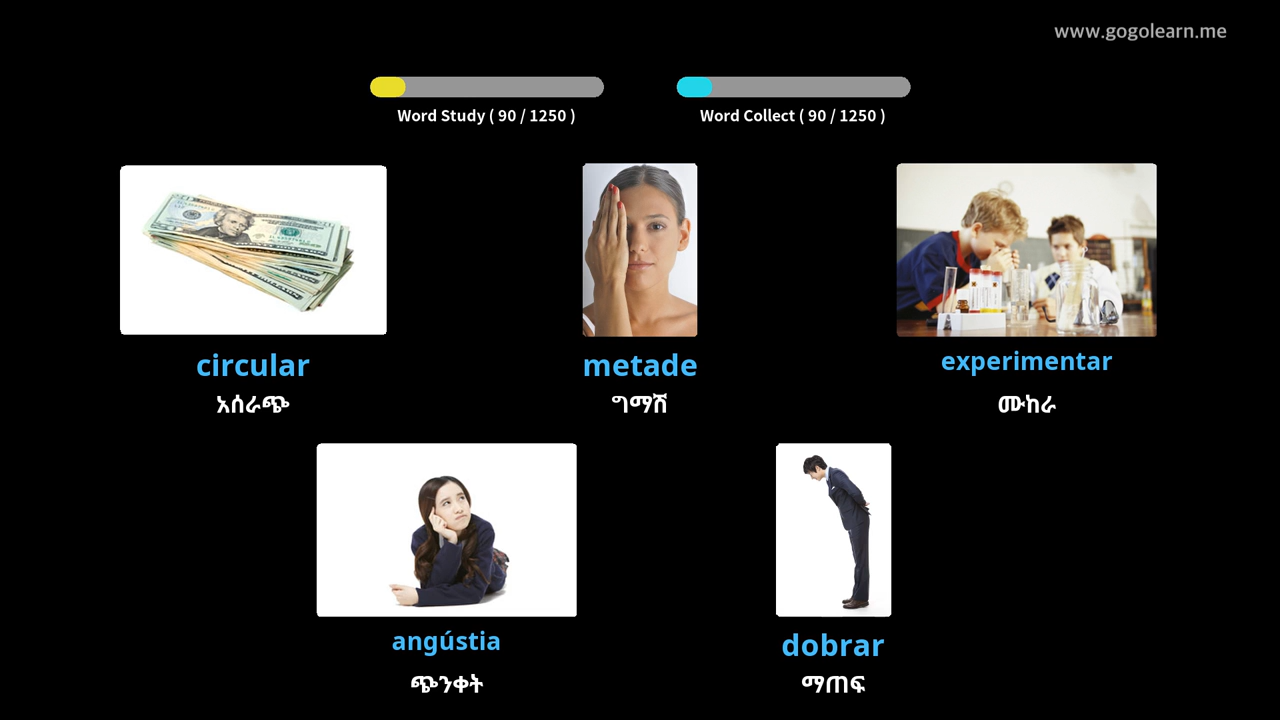 www.gogolearn.me
Word Study ( 90 / 1250 )
Word Collect ( 90 / 1250 )
circular
metade
experimentar
አሰራጭ
ግማሽ
ሙከራ
angústia
dobrar
ጭንቀት
ማጠፍ